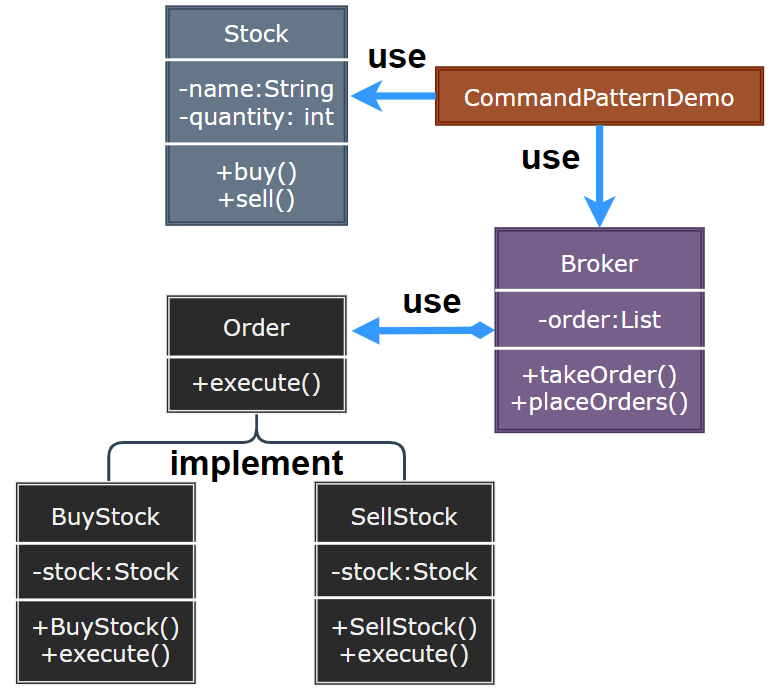 Stock
-name:String
-quantity: int
+buy()
+sell()
use
CommandPatternDemo
use
Broker
-order:List
+takeOrder()
+placeOrders()
use
Order
+execute()
implement
BuyStock
-stock:Stock
+BuyStock()
+execute()
SellStock
-stock:Stock
+SellStock()
+execute()